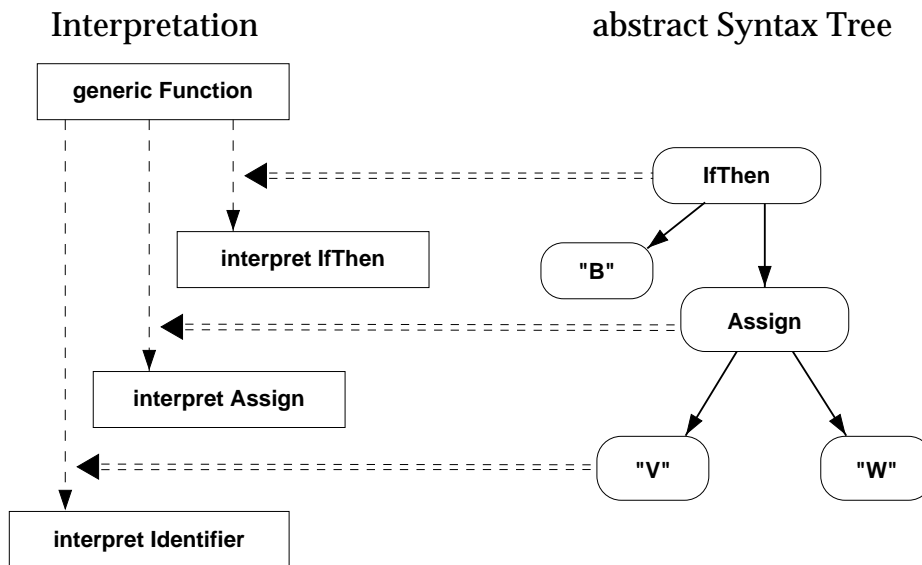 Interpretation
abstract Syntax Tree
generic Function
IfThen
interpret IfThen
"B"
Assign
interpret Assign
"V"
"W"
interpret Identifier